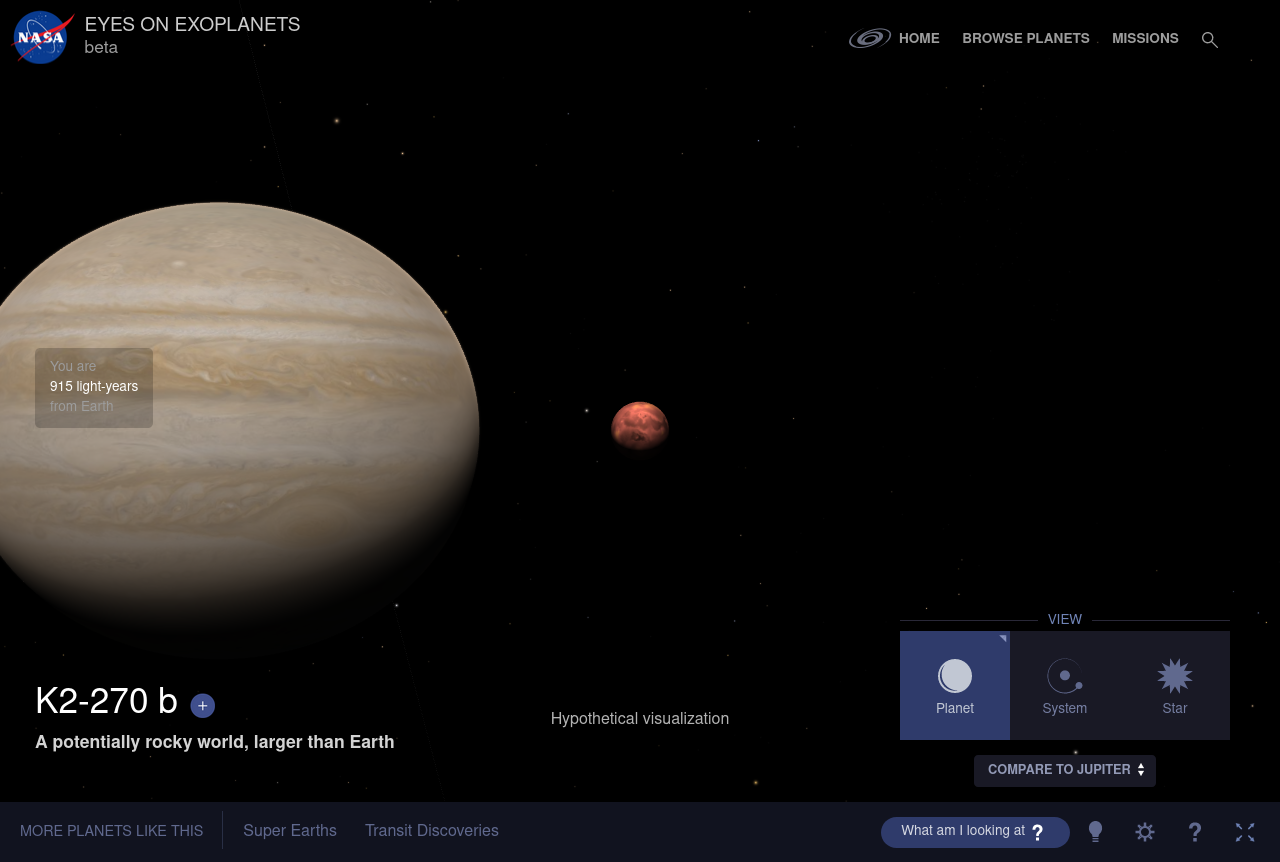 NASA
EYES ON EXOPLANETS
beta
HOME
BROWSE PLANETS
MISSIONS
You are
915 light-years
from Earth
K2-270 b +
A potentially rocky world, larger than Earth
Hypothetical visualization
VIEW
Planet
System
Star
COMPARE TO JUPITER
MORE PLANETS LIKE THIS
Super Earths
Transit Discoveries
What am I looking at ?
?